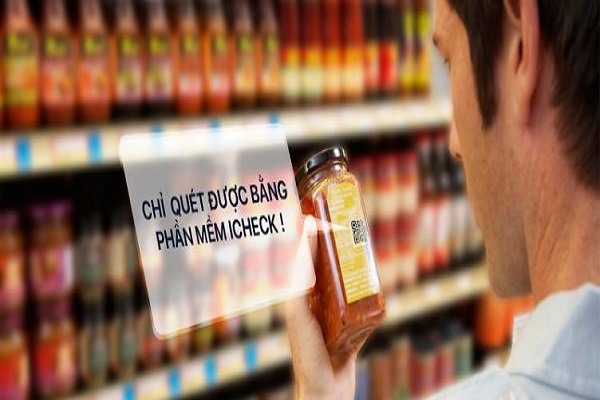 CHỈ QUÉT ĐƯỢC BẰNG
PHẦN MỀM ICHECK !